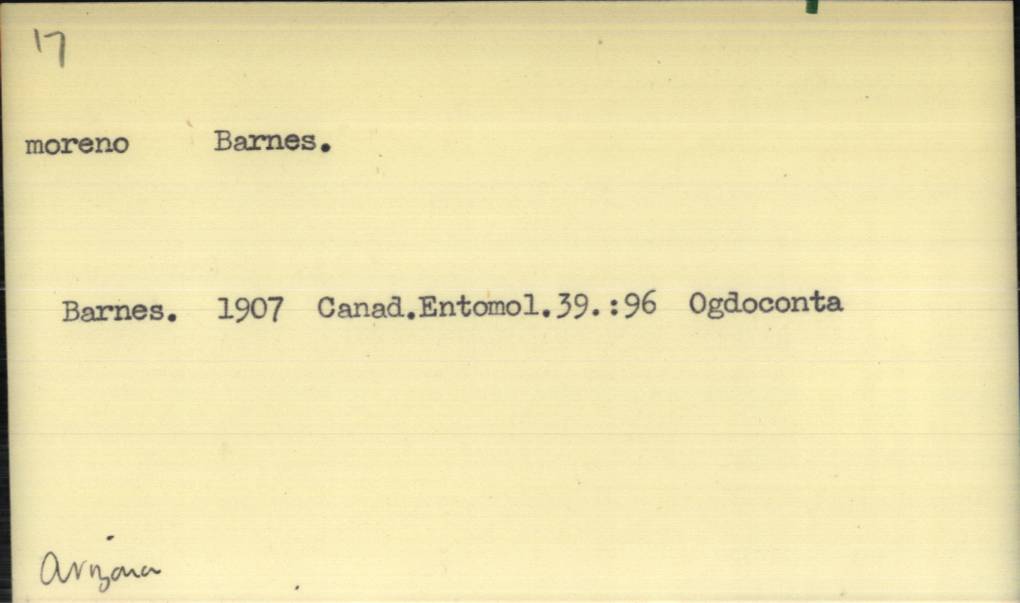 17
moreno Barnes.
Barnes. 1907 Canad.Entomol.39.:96 Ogdoconta
Arizona